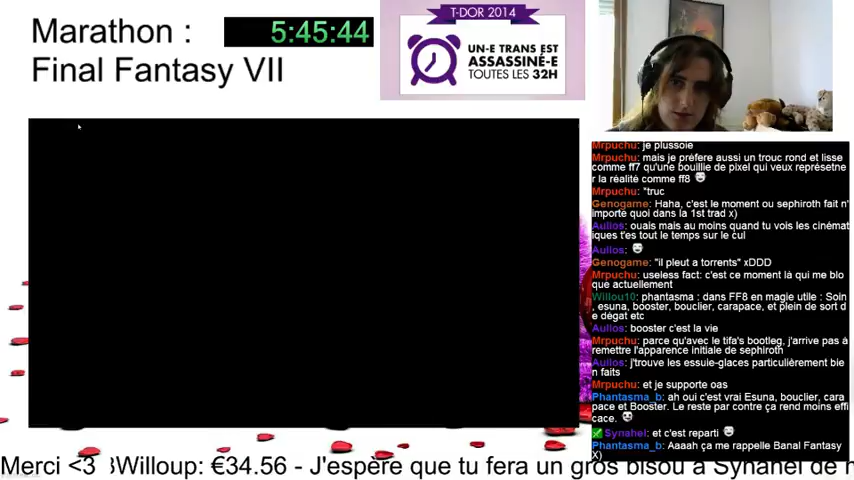 Marathon :
Final Fantasy VII
5:45:44
T-DOR 2014
UN-E TRANS EST
ASSASSINÉ-E
TOUTES LES 32H
Mrpuchu: je plussoie
Mrpuchu: mais je préfere aussi un trouc rond et lisse
comme ff7 qu'une bouillie de pixel qui veux représetne
r la réalité comme ff8
Mrpuchu: "truc
Genogame: Haha, c'est le moment ou sephiroth fait n'
importe quoi dans la 1st trad x)
Aulios: ouais mais au moins quand tu vois les cinémat
iques t'es tout le temps sur le cul
Aulios:
Genogame: "il pleut a torrents" xDDD
Mrpuchu: useless fact: c'est ce moment là qui me blo
que actuellement
Willou10: phantasma : dans FF8 en magie utile : Soin
, esuna, booster, bouclier, carapace, et plein de sort d
e dégat etc
Aulios: booster c'est la vie
Mrpuchu: parce qu'avec le tifa's bootleg, j'arrive pas à
remettre l'apparence initiale de sephiroth
Aulios: j'trouve les essuie-glaces particulièrement bie
n faits
Mrpuchu: et je supporte oas
Phantasma_b: ah oui c'est vrai Esuna, bouclier, cara
pace et Booster. Le reste par contre ça rend moins effi
cace.
Synahel: et c'est reparti
Phantasma_b: Aaaah ça me rappelle Banal Fantasy
X)
Merci <3 Willoup: €34.56 - J'espère que tu fera un gros bisou à Synahel de